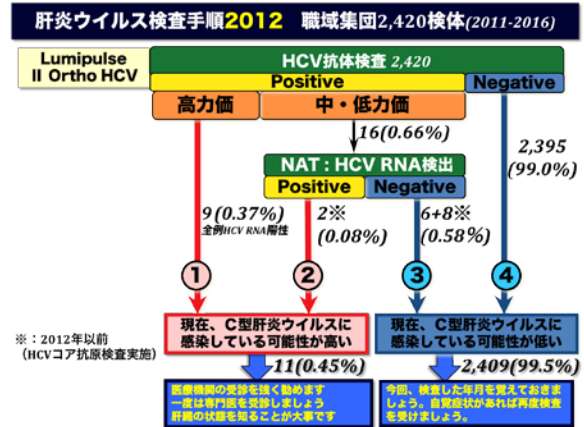 肝炎ウイルス検査手順2012 職域集団2,420検体(2011-2016)
Lumipulse
II Ortho HCV
HCV抗体検査 2,420
Positive
Negative
高力価
中・低力価
16(0.66%)
2,395
(99.0%)
NAT:HCV RNA検出
Positive
Negative
9(0.37%)
全例HCV RNA陽性
2※
(0.08%)
6+8※
(0.58%)
1
2
3
4
現在、C型肝炎ウイルスに
感染している可能性が高い
現在、C型肝炎ウイルスに
感染している可能性が低い
※:2012年以前
(HCVコア抗原検査実施)
11(0.45%)
2,409(99.5%)
医療機関の受診を強く勧めます
一度は専門医を受診しましょう
肝臓の状態を知ることが大事です
今回、検査した年月を覚えておきま
しょう。自覚症状があれば再度検査
を受けましょう。